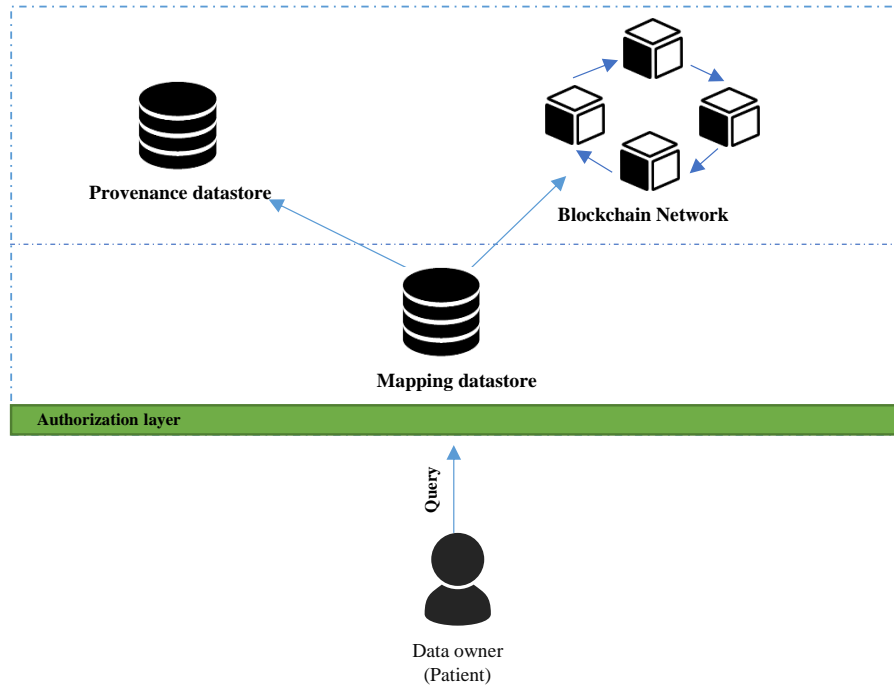 Provenance datastore
Blockchain Network
Mapping datastore
Authorization layer
Query
Data owner
(Patient)